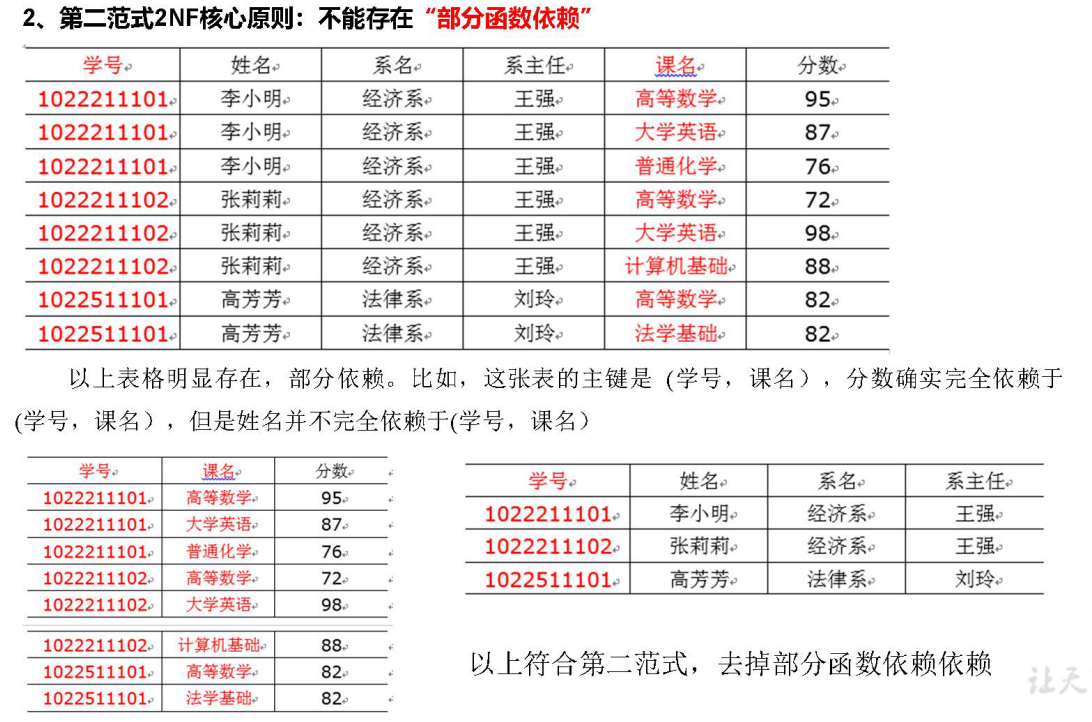 2、第二范式2NF核心原则：不能存在“部分函数依赖”
学号 姓名 系名 系主任 课名 分数
1022211101 李小明 经济系 王强 高等数学 95
1022211101 李小明 经济系 王强 大学英语 87
1022211101 李小明 经济系 王强 普通化学 76
1022211102 张莉莉 经济系 王强 高等数学 72
1022211102 张莉莉 经济系 王强 大学英语 98
1022211102 张莉莉 经济系 王强 计算机基础 88
1022511101 高芳芳 法律系 刘玲 高等数学 82
1022511101 高芳芳 法律系 刘玲 法学基础 82
以上表格明显存在，部分依赖。比如，这张表的主键是 (学号，课名），分数确实完全依赖于
(学号，课名），但是姓名并不完全依赖于(学号，课名）
学号 课名 分数
1022211101 高等数学 95
1022211101 大学英语 87
1022211101 普通化学 76
1022211102 高等数学 72
1022211102 大学英语 98
1022211102 计算机基础 88
1022511101 高等数学 82
1022511101 法学基础 82
学号 姓名 系名 系主任
1022211101 李小明 经济系 王强
1022211102 张莉莉 经济系 王强
1022511101 高芳芳 法律系 刘玲
以上符合第二范式，去掉部分函数依赖依赖
让天